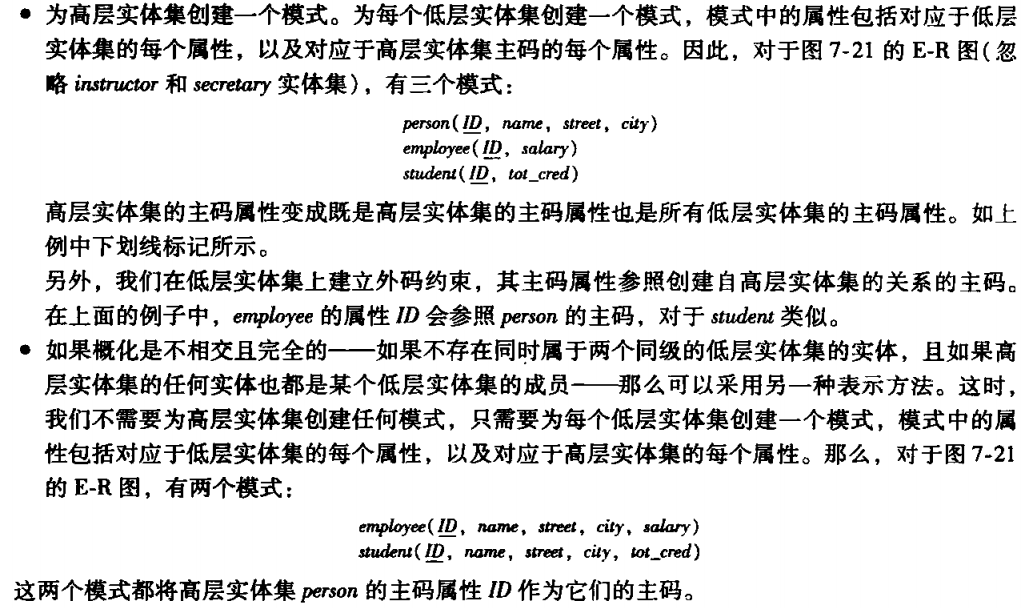 • 为高层实体集创建一个模式。为每个低层实体集创建一个模式，模式中的属性包括对应于低层
实体集的每个属性，以及对应于高层实体集主码的每个属性。因此，对于图 7-21 的 E-R 图(忽
略 instructor 和 secretary 实体集)，有三个模式：
person(ID, name, street, city)
employee(ID, salary)
student(ID, tot_cred)
高层实体集的主码属性变成既是高层实体集的主码属性也是所有低层实体集的主码属性。如上
例中下划线标记所示。
另外，我们在低层实体集上建立外码约束，其主码属性参照创建自高层实体集的关系的主码。
在上面的例子中，employee 的属性 ID 会参照 person 的主码，对于 student 类似。
• 如果概化是不相交且完全的——如果不存在同时属于两个同级的低层实体集的实体，且如果高
层实体集的任何实体也都是某个低层实体集的成员——那么可以采用另一种表示方法。这时，
我们不需要为高层实体集创建任何模式，只需要为每个低层实体集创建一个模式，模式中的属
性包括对应于低层实体集的每个属性，以及对应于高层实体集的每个属性。那么，对于图 7-21
的 E-R 图，有两个模式：
employee(ID, name, street, city, salary)
student(ID, name, street, city, tot_cred)
这两个模式都将高层实体集 person 的主码属性 ID 作为它们的主码。